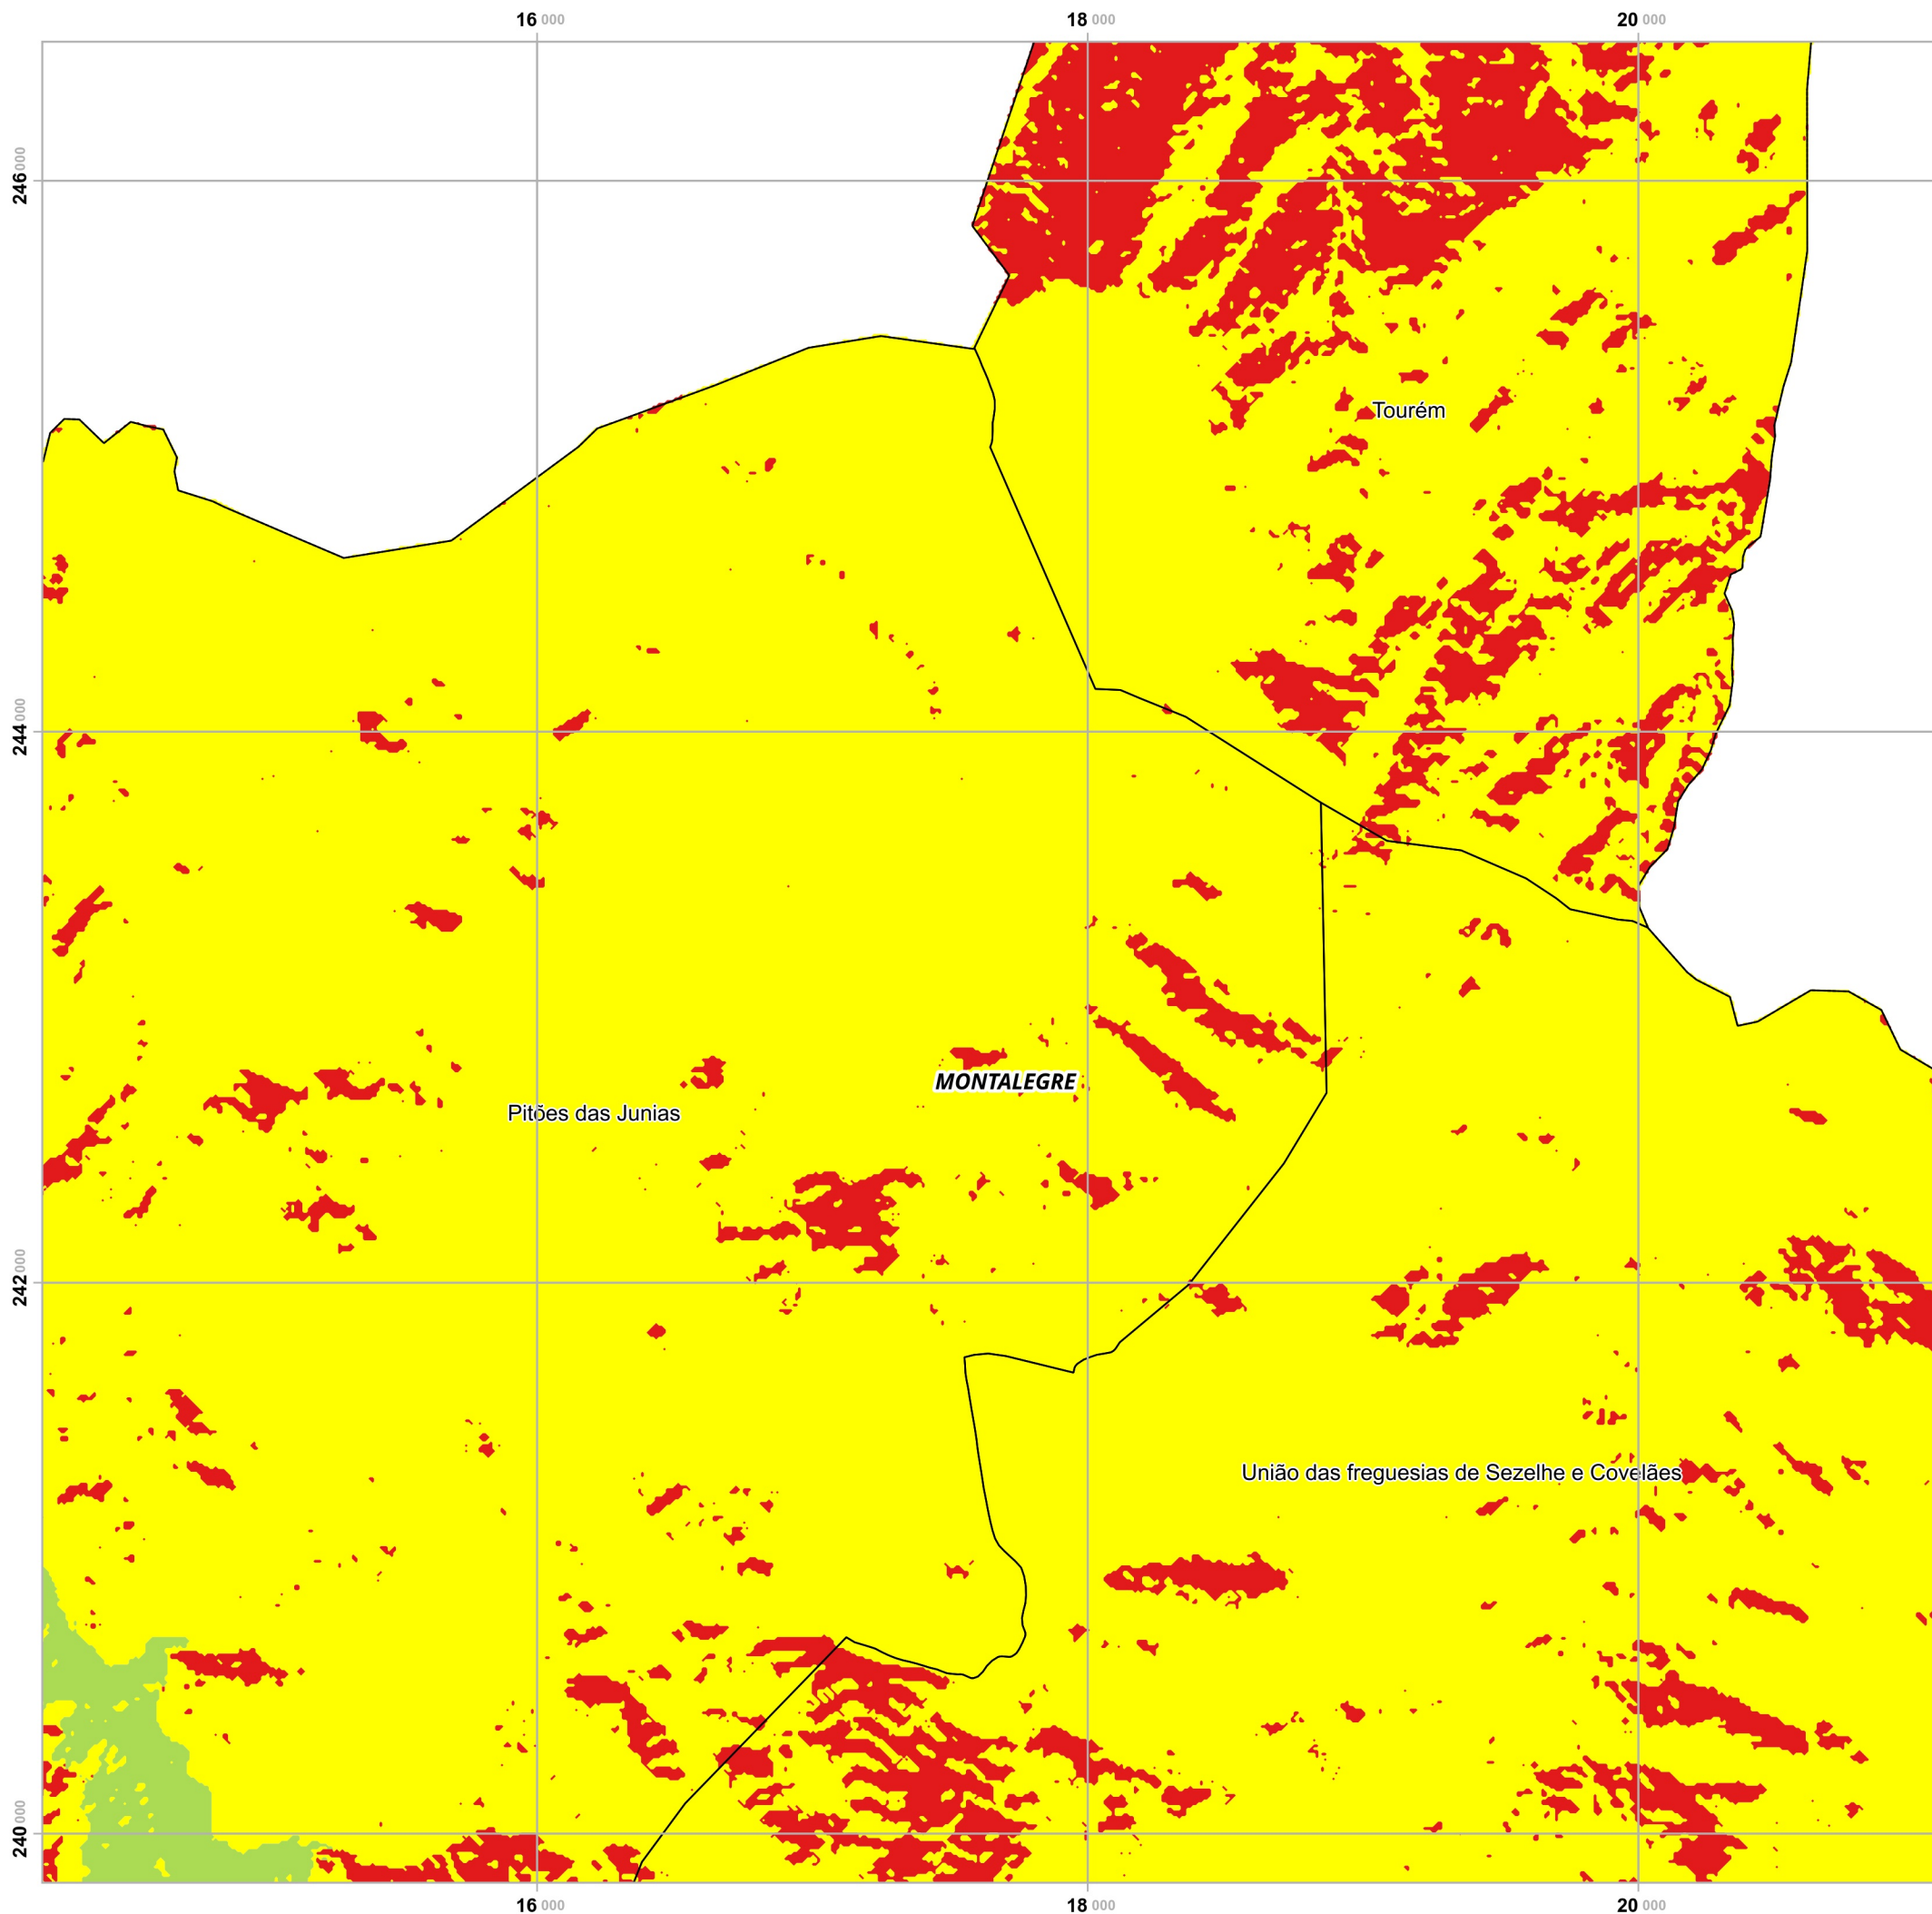 16 000 18 000 20 000
246 000
Tourém
244 000
MONTALEGRE
Pitões das Junias
242 000
União das freguesias de Sezelhe e Covelães
240 000
16 000 18 000 20 000